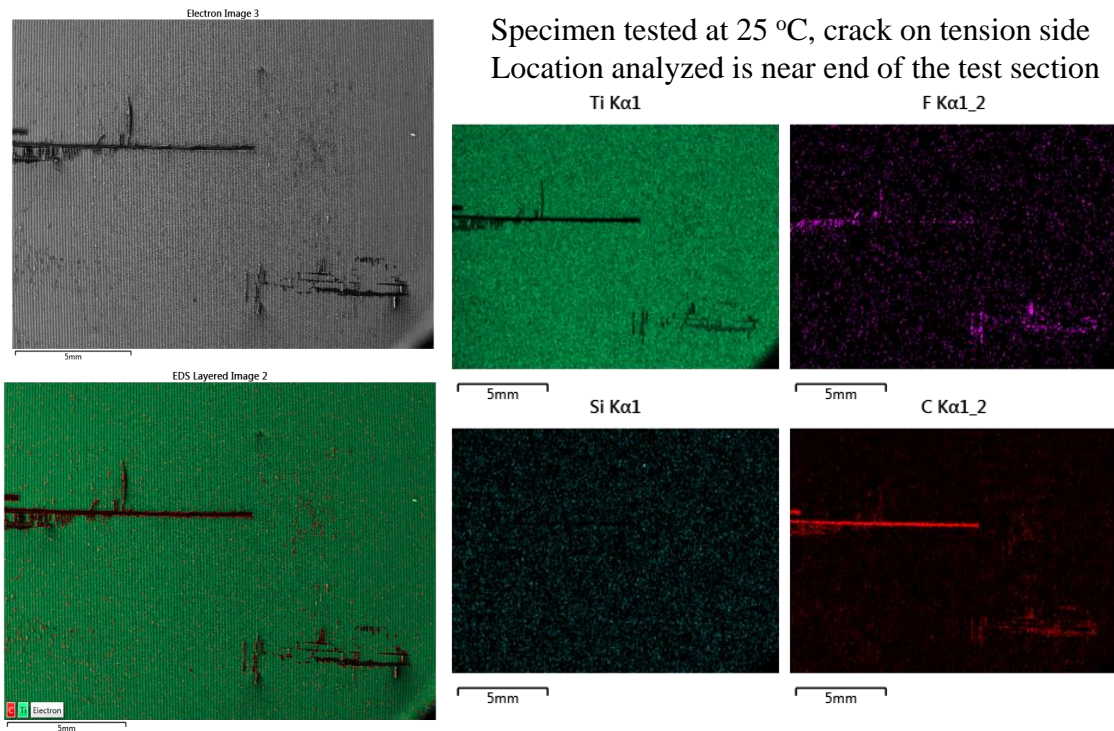 Electron Image 3
5mm
Specimen tested at 25 °C, crack on tension side
Location analyzed is near end of the test section
Ti Kα1
5mm
F Kα1_2
5mm
EDS Layered Image 2
C Ti Electron
5mm
Si Kα1
5mm
C Kα1_2
5mm